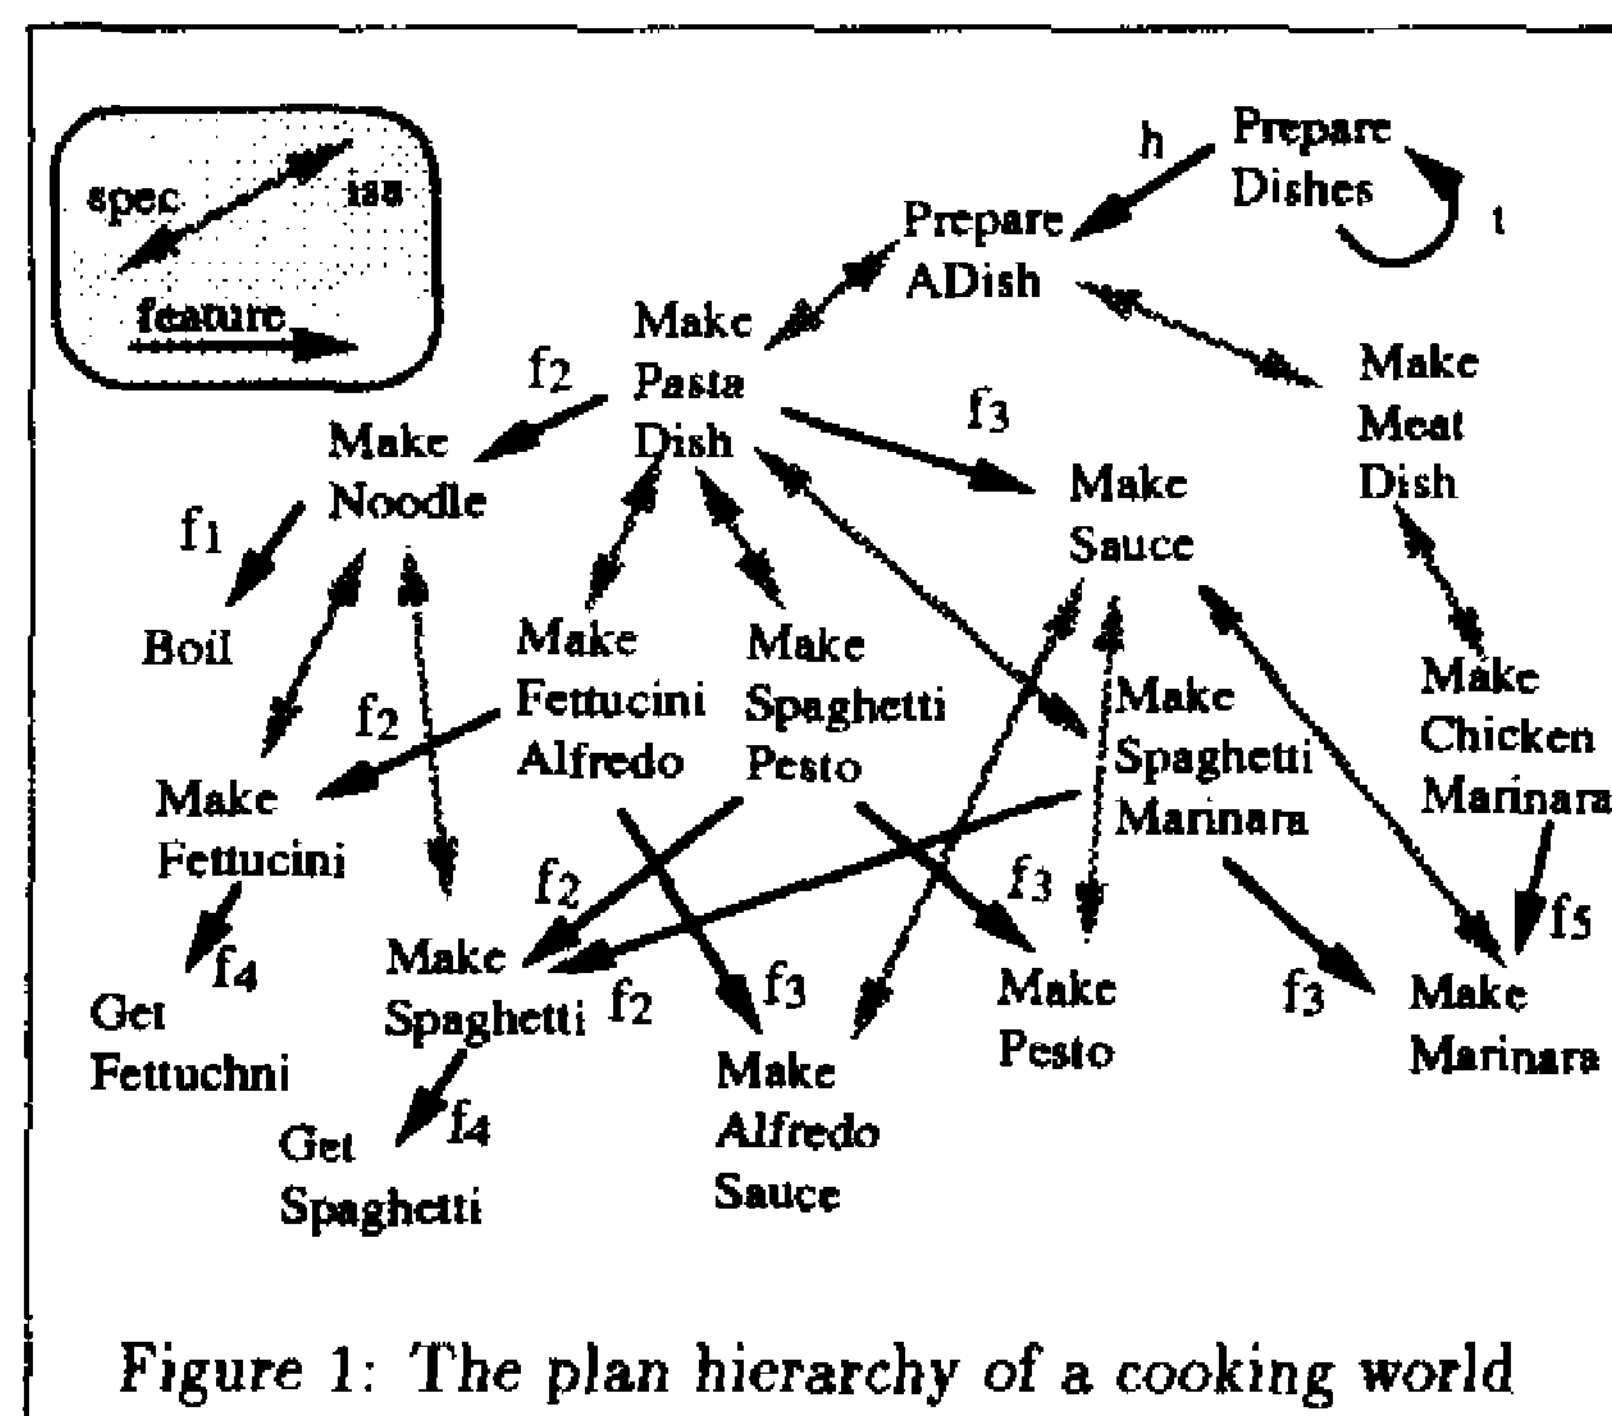 spec
isa
feature
h
Prepare
Dishes
t
Prepare
ADish
Make
Pasta
Dish
f2
f3
Make
Meat
Dish
Make
Noodle
f1
Boil
Make
Sauce
Make
Fettucini
Alfredo
Make
Spaghetti
Pesto
Make
Spaghetti
Marinara
Make
Chicken
Marinara
f2
Make
Fettucini
f4
Get
Fettuchni
f2
Make
Spaghetti
f2
f4
Get
Spaghetti
f3
Make
Alfredo
Sauce
f3
Make
Pesto
f3
f5
Make
Marinara
Figure 1: The plan hierarchy of a cooking world